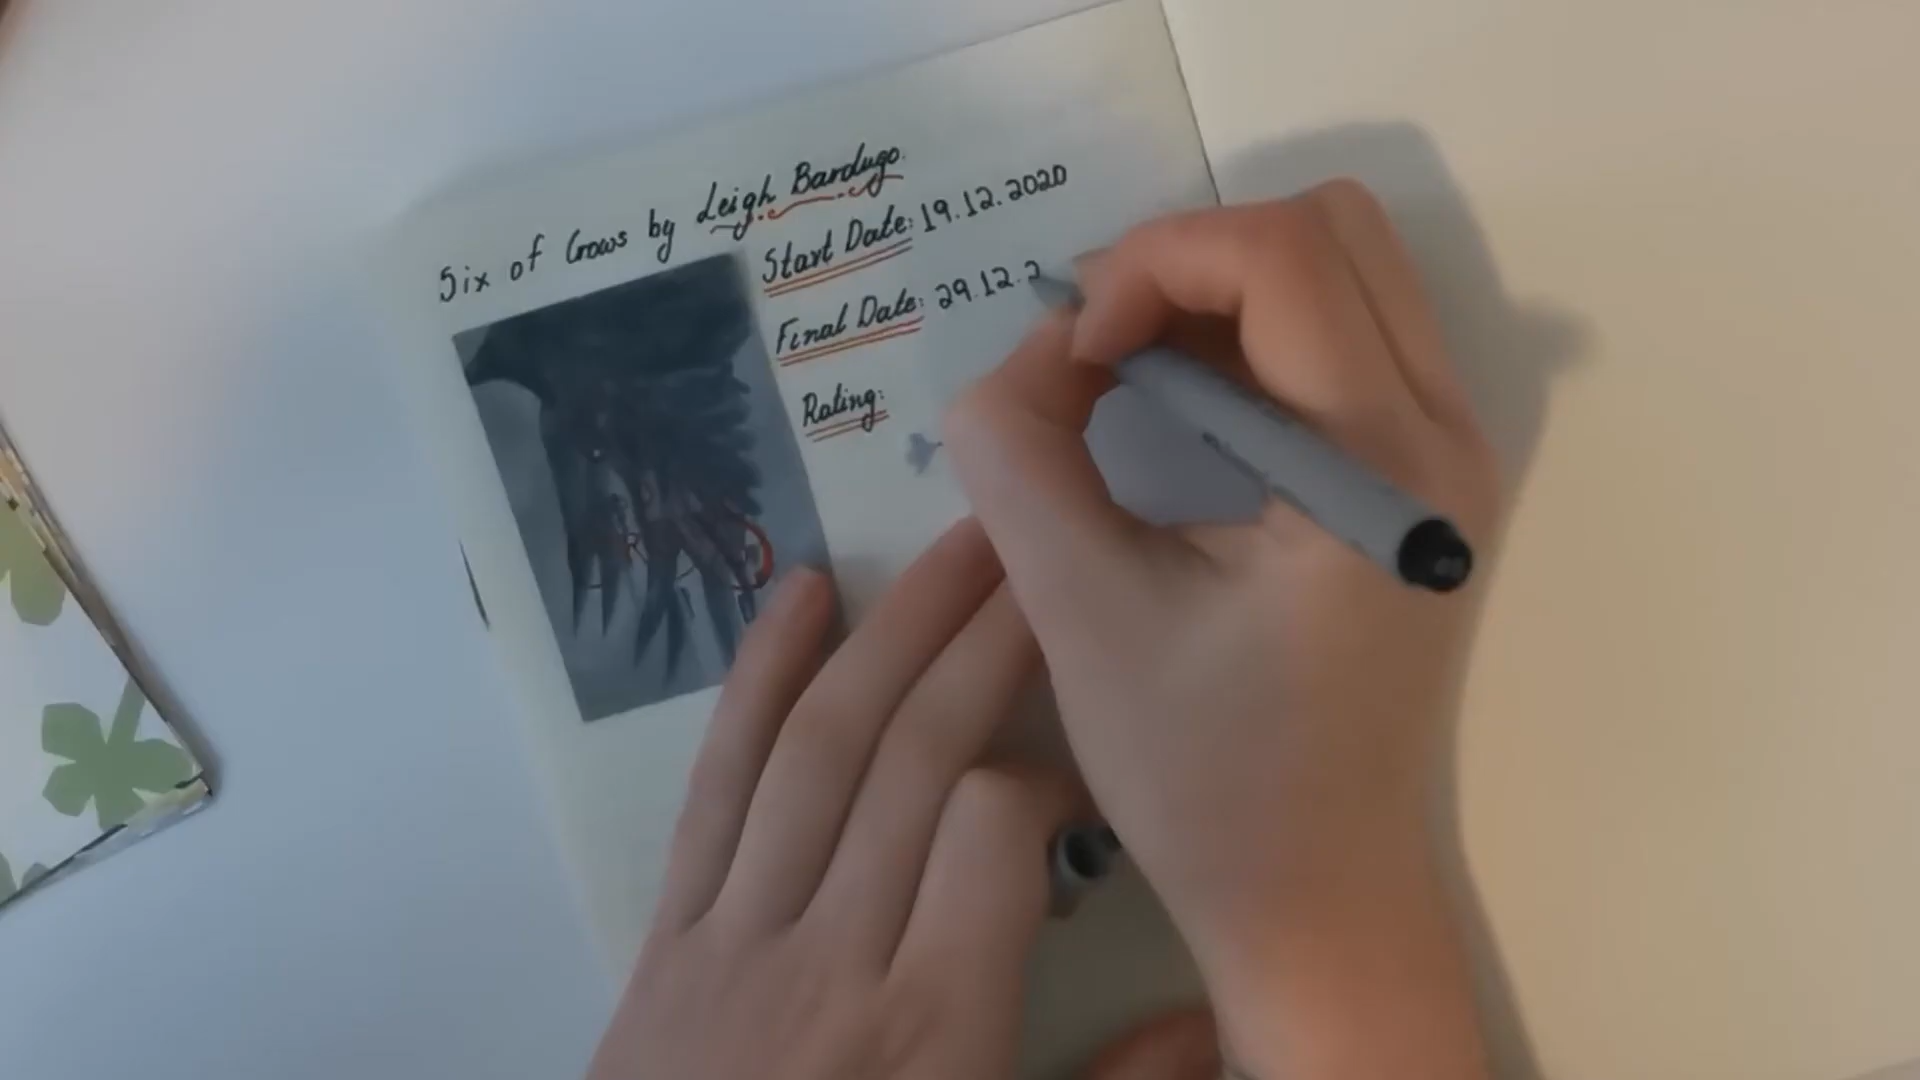 Six of Crows by Leigh Bardugo.
Start Date: 19.12.2020
Final Date: 29.12.2
Rating: